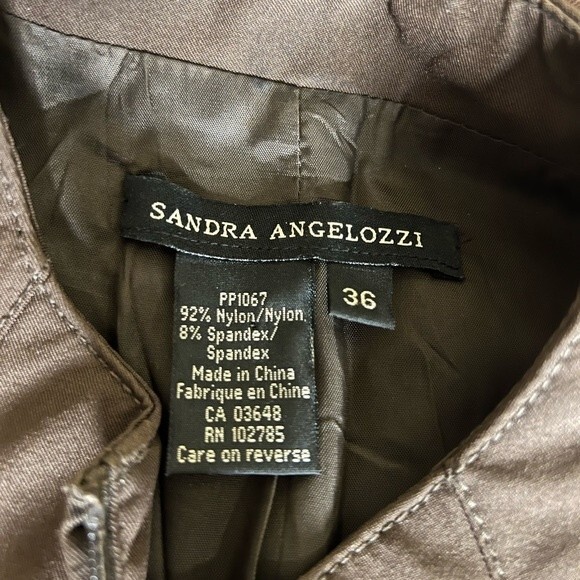 SANDRA ANGELOZZI
36
PP1067
92% Nylon/Nylon,
8% Spandex/
Spandex
Made in China
Fabrique en Chine
CA 03648
RN 102785
Care on reverse